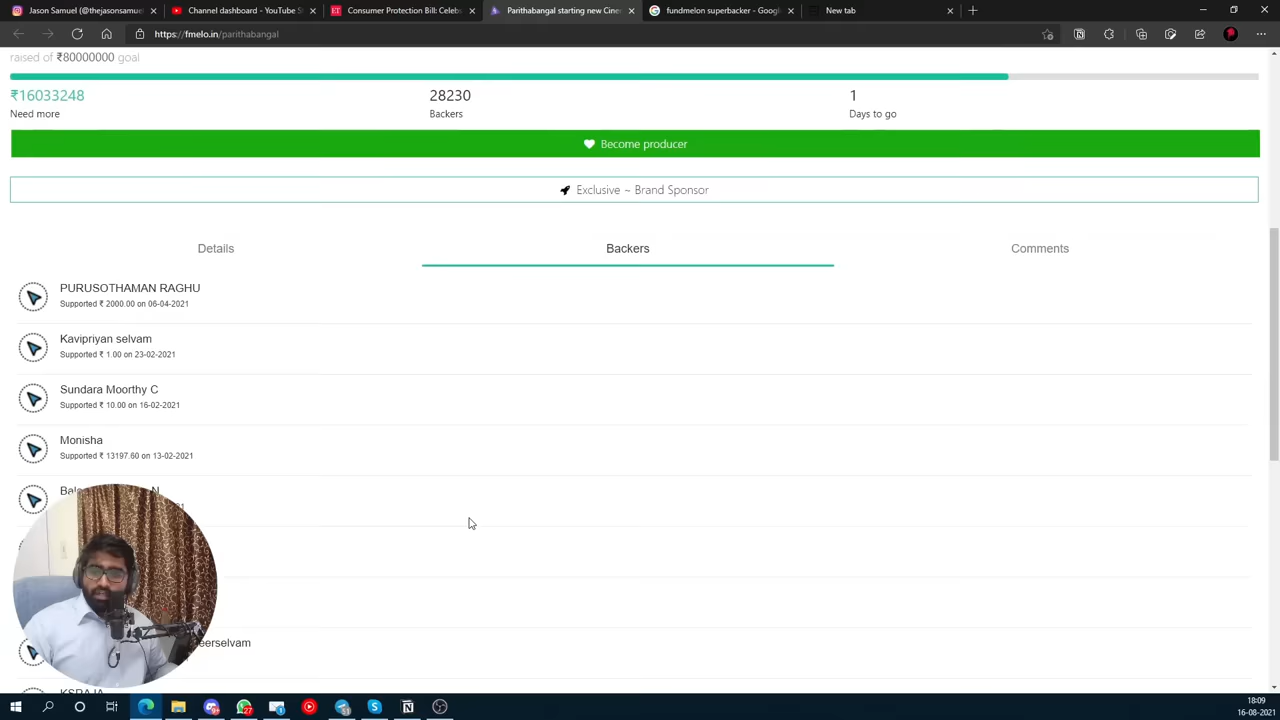 Jason Samuel (@thejasonsamuel)
Channel dashboard - YouTube S
Consumer Protection Bill: Celeb
Parithabangal starting new Cine
fundmelon superbacker - Goog
New tab
https://fmelo.in/parithabangal
raised of ₹80000000 goal
₹16033248
28230
1
Need more
Backers
Days to go
Become producer
Exclusive ~ Brand Sponsor
Details
Backers
Comments
PURUSOTHAMAN RAGHU
Supported ₹ 2000.00 on 06-04-2021
Kavipriyan selvam
Supported ₹ 1.00 on 23-02-2021
Sundara Moorthy C
Supported ₹ 10.00 on 16-02-2021
Monisha
Supported ₹ 13197.60 on 13-02-2021
N
eerselvam
KSRAJA
18:09
16-08-2021